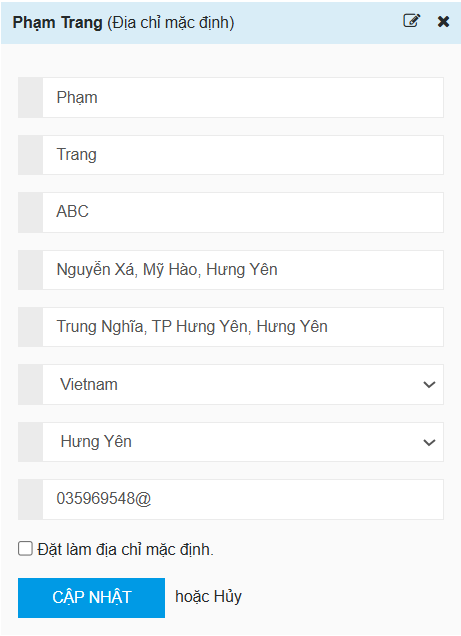 Phạm Trang (Địa chỉ mặc định)
Phạm
Trang
ABC
Nguyễn Xá, Mỹ Hào, Hưng Yên
Trung Nghĩa, TP Hưng Yên, Hưng Yên
Vietnam
Hưng Yên
035969548@
Đặt làm địa chỉ mặc định.
CẬP NHẬT hoặc Hủy